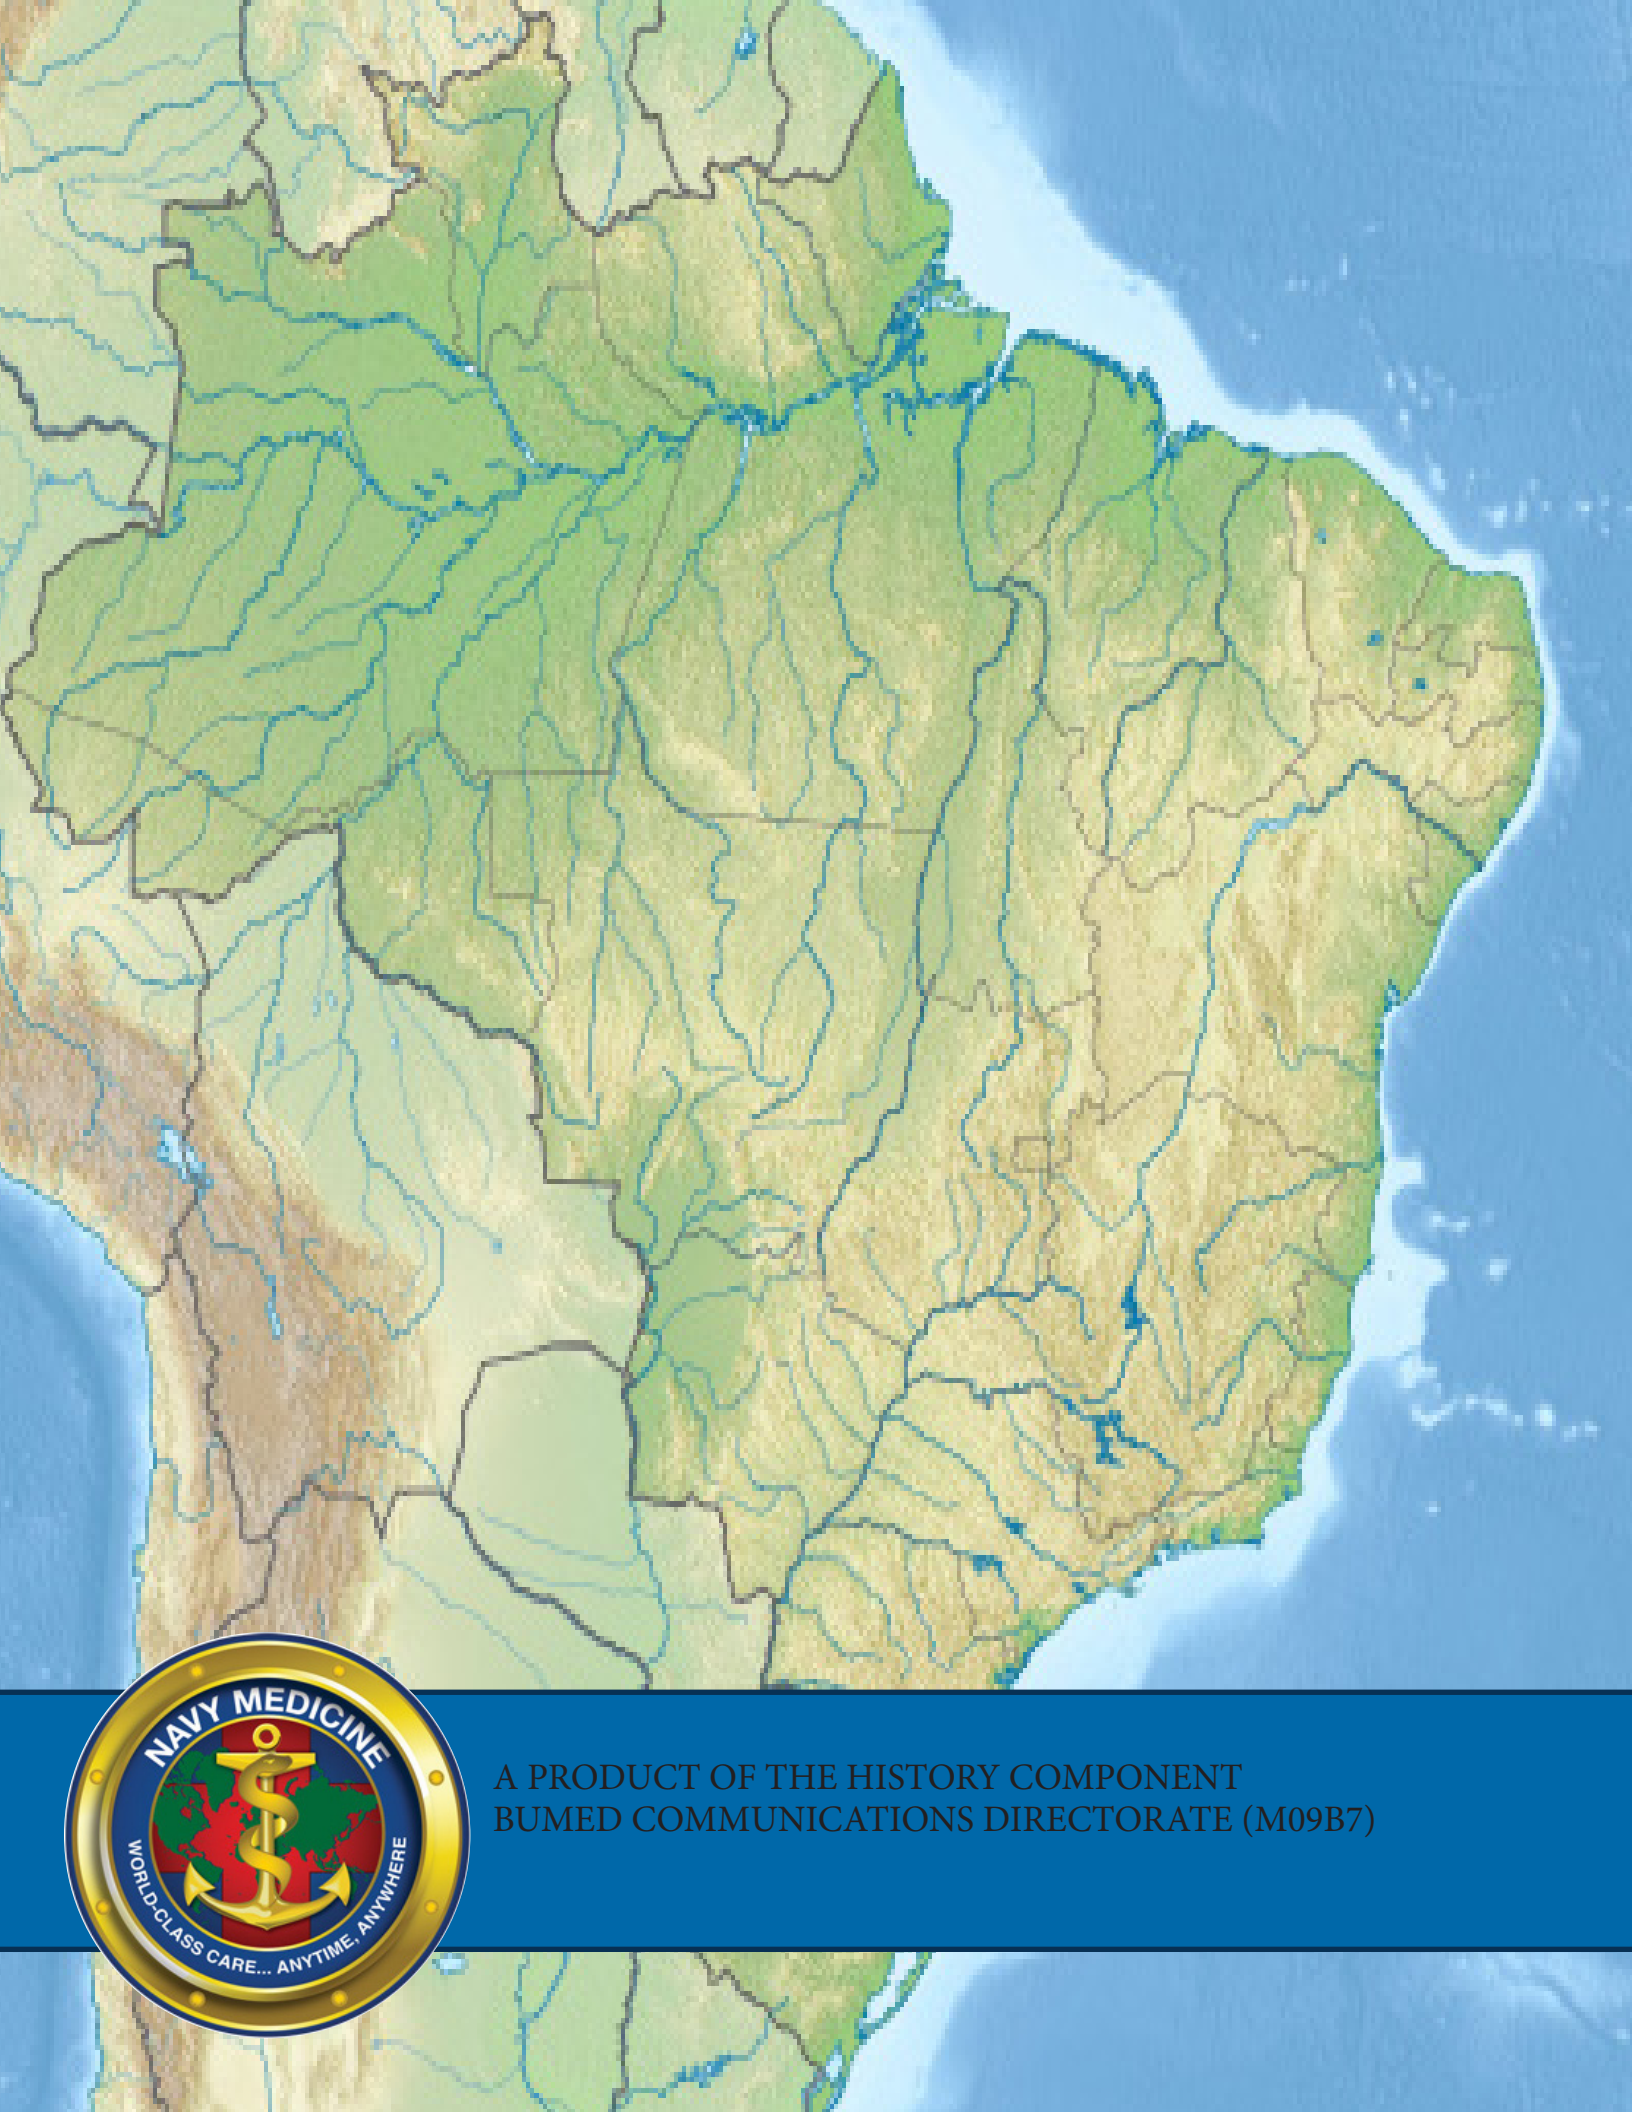 NAVY MEDICINE
WORLD-CLASS CARE... ANYTIME, ANYWHERE
A PRODUCT OF THE HISTORY COMPONENT
BUMED COMMUNICATIONS DIRECTORATE (M09B7)